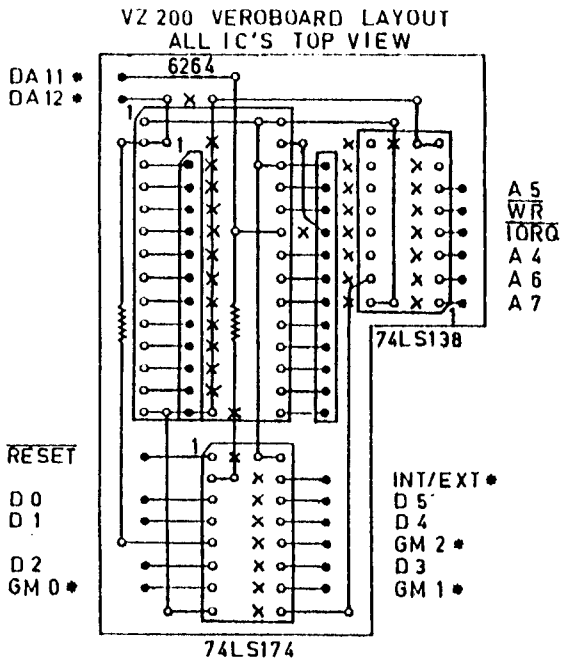 VZ 200 VEROBOARD LAYOUT
ALL IC'S TOP VIEW
DA 11 *
6264
DA 12 *
1
1
A 5
WR
IORQ
A 4
A 6
A 7
1
74LS138
RESET
1
INT/EXT *
D 0
D 5
D 1
D 4
GM 2 *
D 2
D 3
GM 0 *
GM 1 *
74LS174